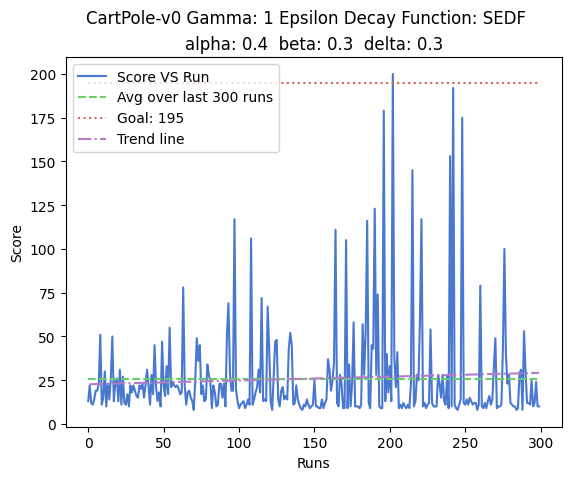 CartPole-v0 Gamma: 1 Epsilon Decay Function: SEDF
alpha: 0.4 beta: 0.3 delta: 0.3
Score VS Run
Avg over last 300 runs
Goal: 195
Trend line
200
175
150
125
100
75
50
25
0
Score
0 50 100 150 200 250 300
Runs